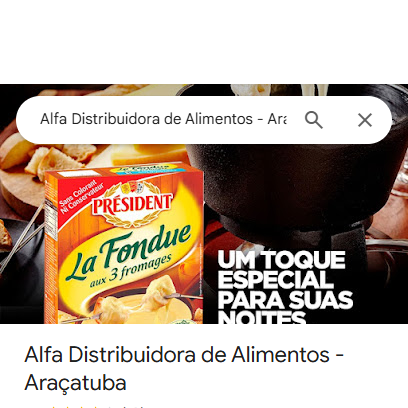 Alfa Distribuidora de Alimentos - Ara
Sans Colorant
Ni Conservateur
PRÉSIDENT
La Fondue
aux 3 fromages
UM TOQUE
ESPECIAL
PARA SUAS
NOITES
Alfa Distribuidora de Alimentos -
Araçatuba